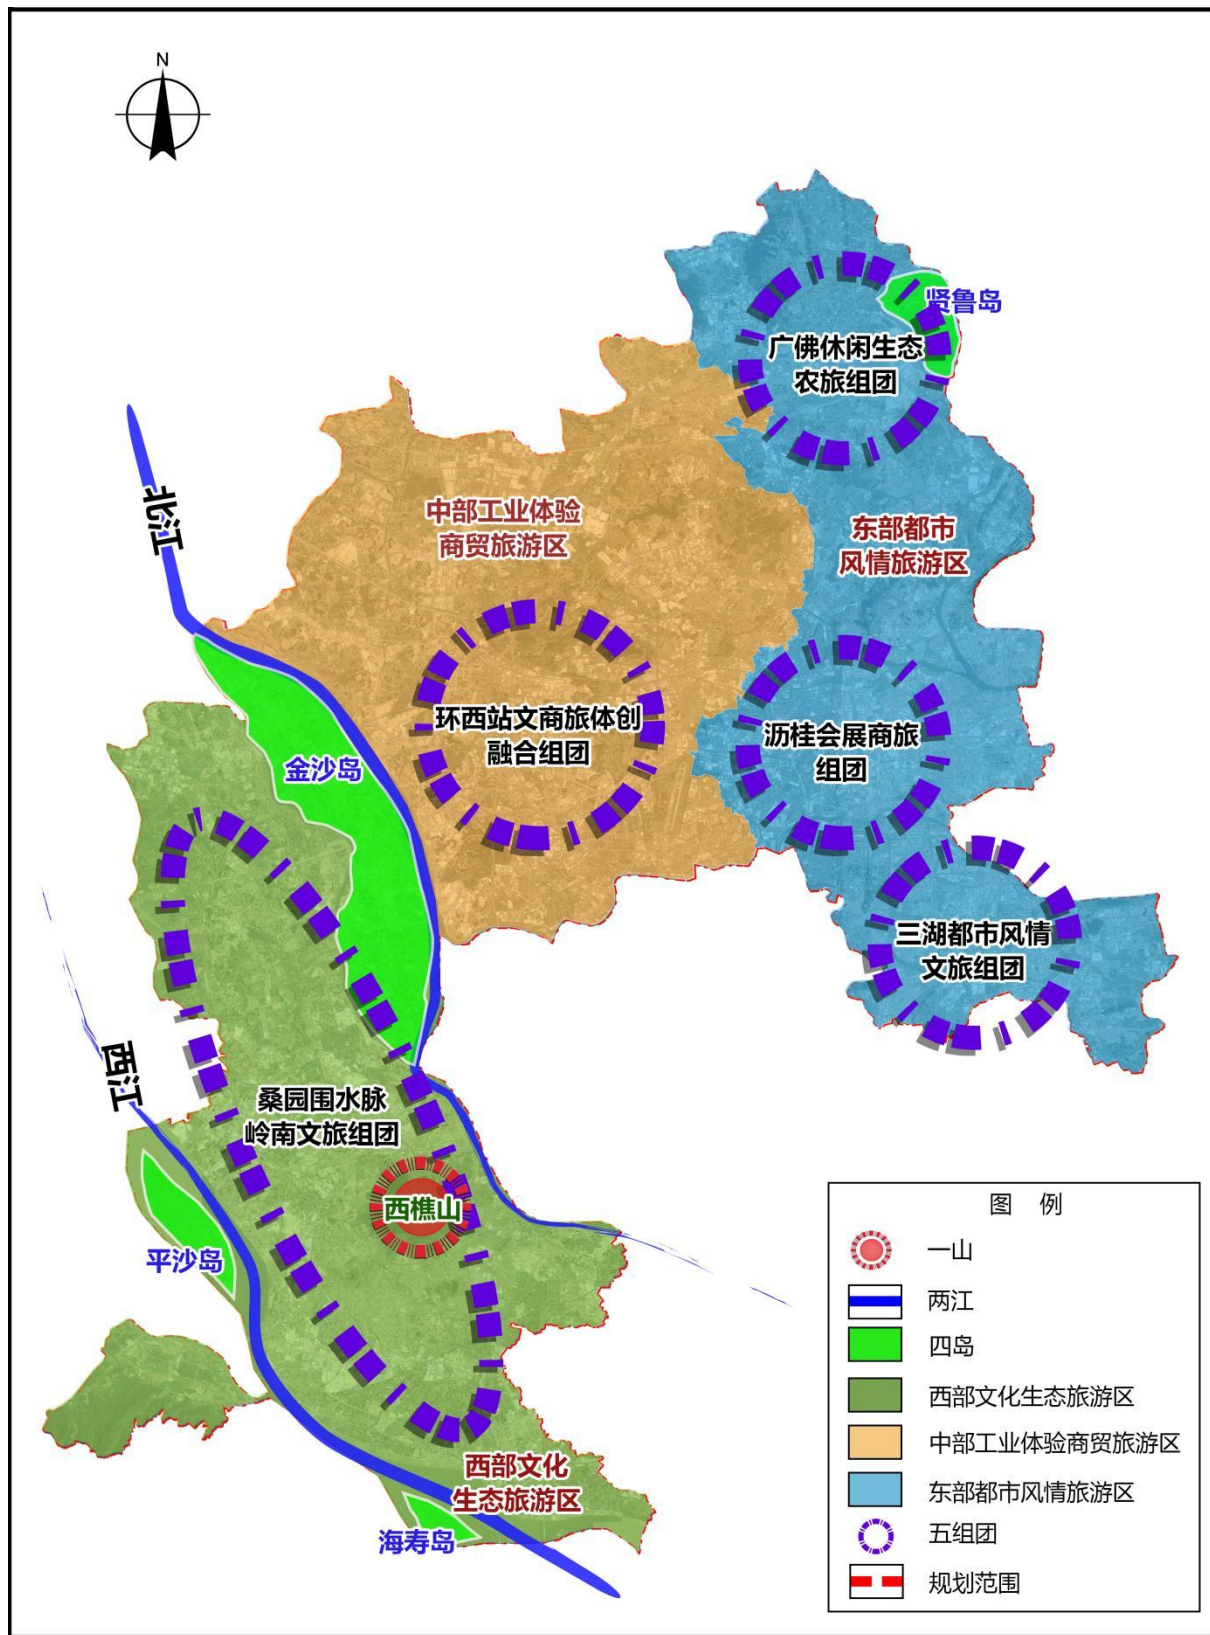 N
贤鲁岛
广佛休闲生态
农旅组团
北江
中部工业体验
商贸旅游区
东部都市
风情旅游区
环西站文商旅体创
融合组团
沥桂会展商旅
组团
金沙岛
三湖都市风情
文旅组团
西江
桑园围水脉
岭南文旅组团
西樵山
平沙岛
西部文化
生态旅游区
海寿岛
图 例
一山
两江
四岛
西部文化生态旅游区
中部工业体验商贸旅游区
东部都市风情旅游区
五组团
规划范围